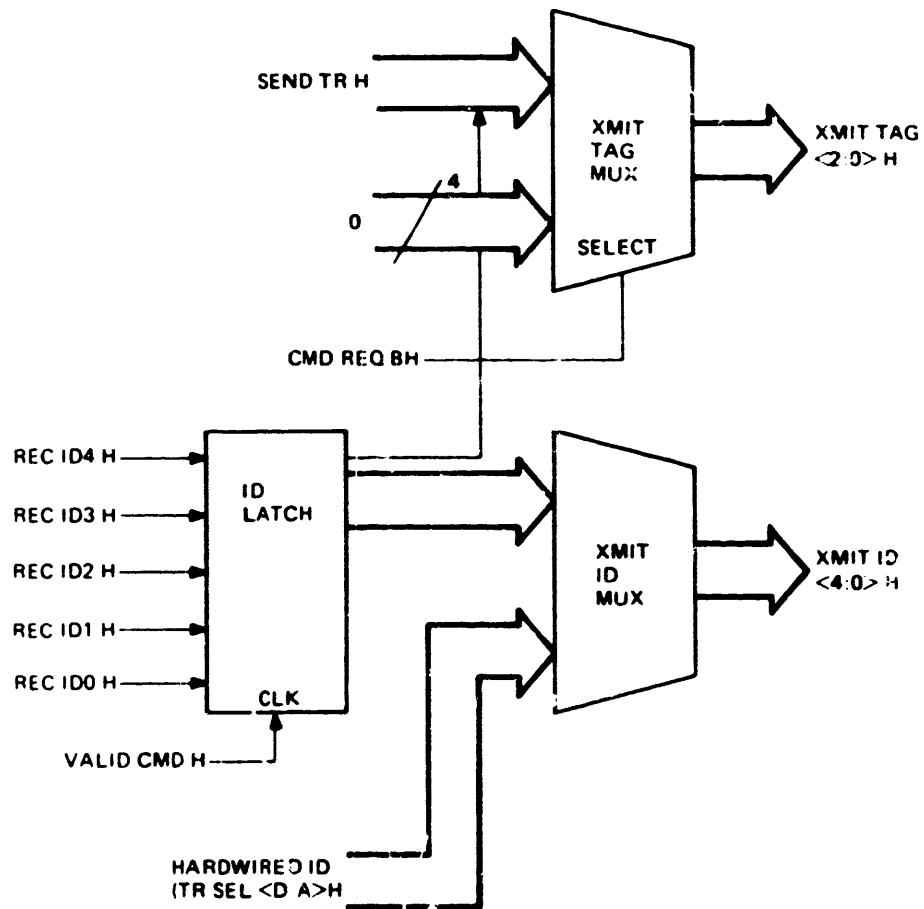 SEND TR H
XMIT
TAG
MUX
SELECT
XMIT TAG
<2:0> H
4
0
CMD REQ BH
REC ID4 H
REC ID3 H
REC ID2 H
REC ID1 H
REC ID0 H
ID
LATCH
CLK
VALID CMD H
XMIT
ID
MUX
XMIT ID
<4:0> H
HARDWIRED ID
(TR SEL <D A>H